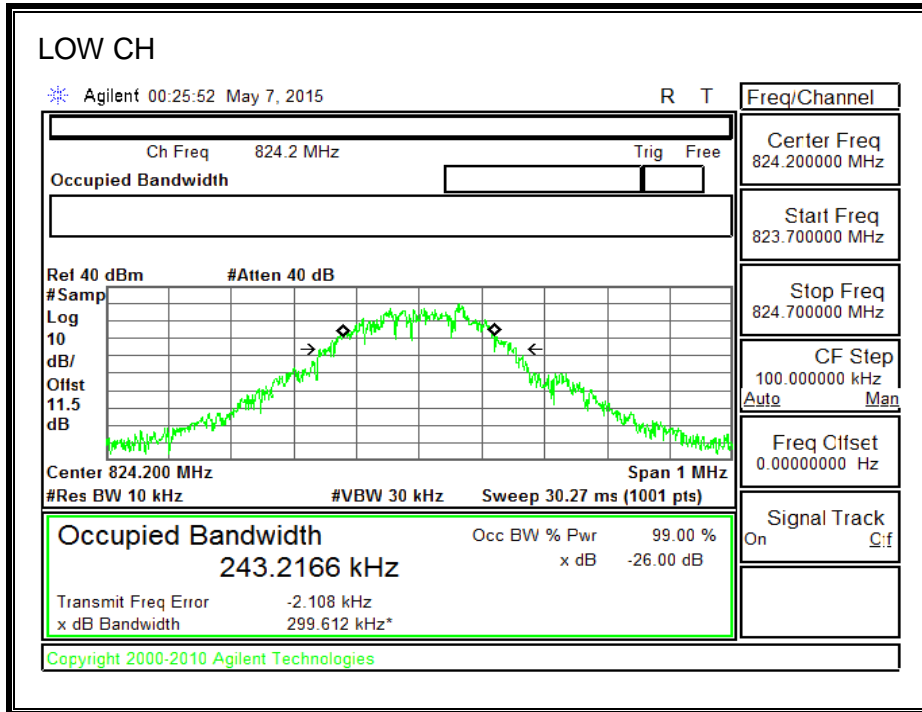 LOW CH
Agilent 00:25:52 May 7, 2015 R T
Ch Freq 824.2 MHz Trig Free
Occupied Bandwidth
Ref 40 dBm #Atten 40 dB
#Samp
Log
10
dB/
Offst
11.5
dB
Center 824.200 MHz Span 1 MHz
#Res BW 10 kHz #VBW 30 kHz Sweep 30.27 ms (1001 pts)
Occupied Bandwidth Occ BW % Pwr 99.00 %
243.2166 kHz x dB -26.00 dB
Transmit Freq Error -2.108 kHz
x dB Bandwidth 299.612 kHz*
Copyright 2000-2010 Agilent Technologies
Freq/Channel
Center Freq
824.200000 MHz
Start Freq
823.700000 MHz
Stop Freq
824.700000 MHz
CF Step
100.000000 kHz
Auto Man
Freq Offset
0.00000000 Hz
Signal Track
On Off